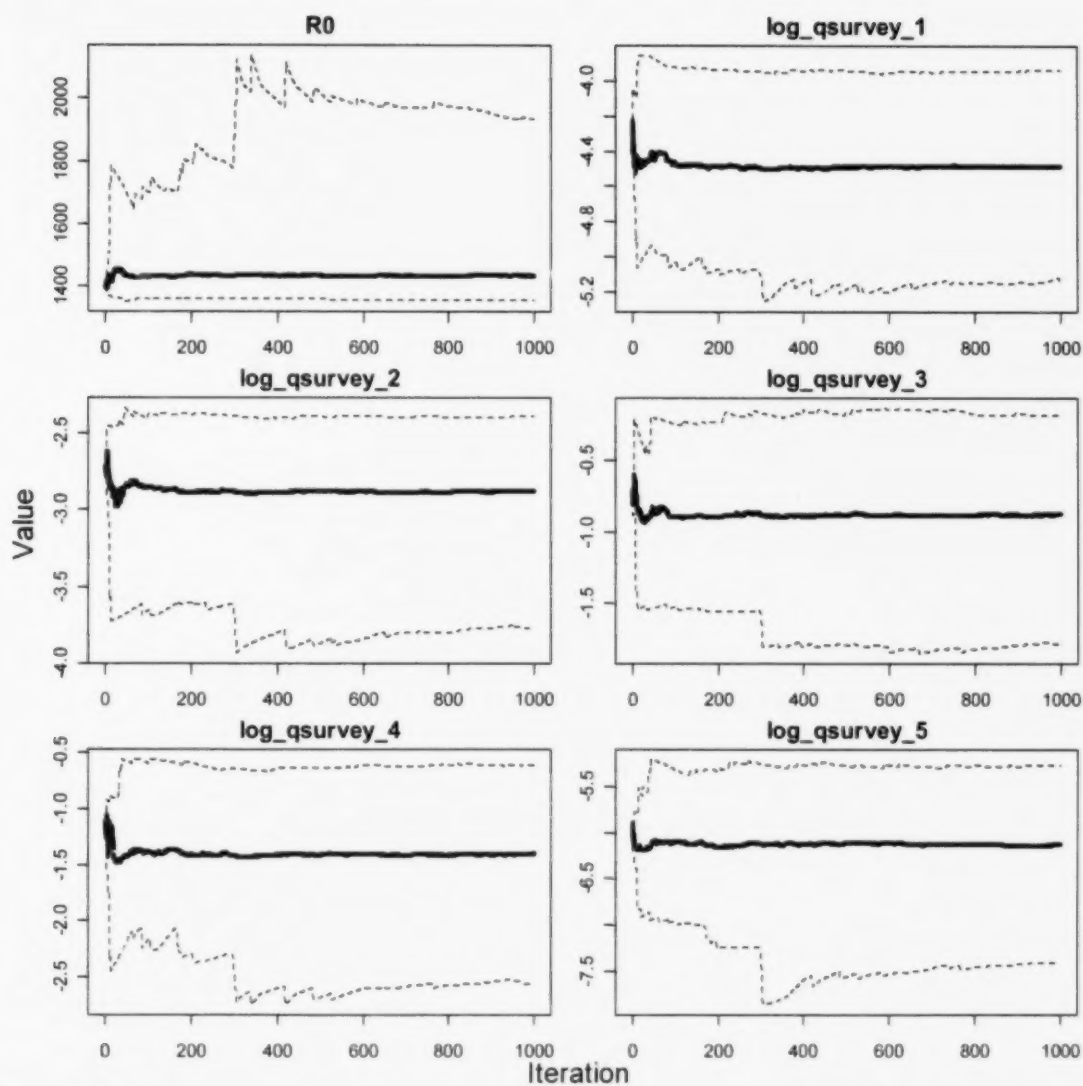 R0
1400 1600 1800 2000
0 200 400 600 800 1000
log_qsurvey_1
-5.2 -4.8 -4.4 -4.0
0 200 400 600 800 1000
log_qsurvey_2
-4.0 -3.5 -3.0 -2.5
0 200 400 600 800 1000
log_qsurvey_3
-1.5 -1.0 -0.5
0 200 400 600 800 1000
log_qsurvey_4
-2.5 -2.0 -1.5 -1.0 -0.5
0 200 400 600 800 1000
log_qsurvey_5
-7.5 -6.5 -5.5
0 200 400 600 800 1000
Value
Iteration